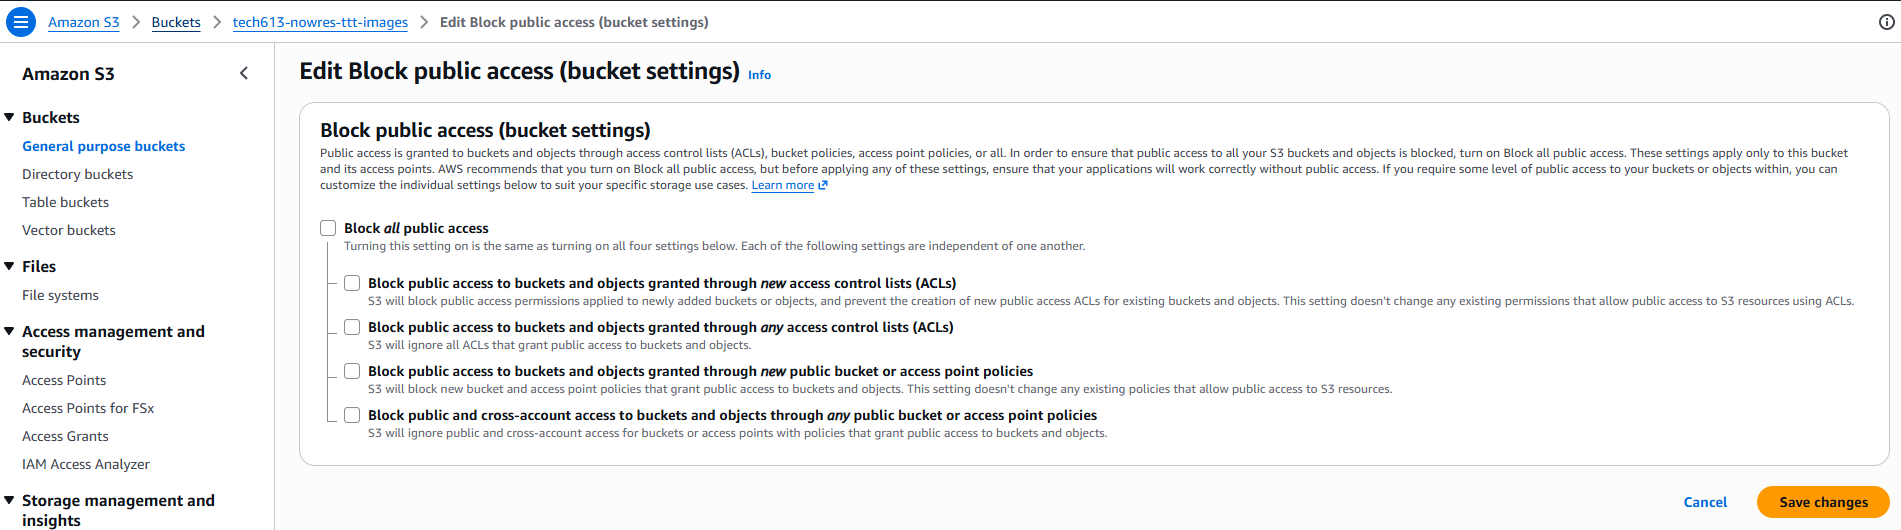 Amazon S3 > Buckets > tech613-nowres-ttt-images > Edit Block public access (bucket settings)
Amazon S3
Buckets
General purpose buckets
Directory buckets
Table buckets
Vector buckets
Files
File systems
Access management and
security
Access Points
Access Points for FSx
Access Grants
IAM Access Analyzer
Storage management and
insights
Edit Block public access (bucket settings) Info
Block public access (bucket settings)
Public access is granted to buckets and objects through access control lists (ACLs), bucket policies, access point policies, or all. In order to ensure that public access to all your S3 buckets and objects is blocked, turn on Block all public access. These settings apply only to this bucket
and its access points. AWS recommends that you turn on Block all public access, but before applying any of these settings, ensure that your applications will work correctly without public access. If you require some level of public access to your buckets or objects within, you can
customize the individual settings below to suit your specific storage use cases. Learn more
Block all public access
Turning this setting on is the same as turning on all four settings below. Each of the following settings are independent of one another.
Block public access to buckets and objects granted through new access control lists (ACLs)
S3 will block public access permissions applied to newly added buckets or objects, and prevent the creation of new public access ACLs for existing buckets and objects. This setting doesn't change any existing permissions that allow public access to S3 resources using ACLs.
Block public access to buckets and objects granted through any access control lists (ACLs)
S3 will ignore all ACLs that grant public access to buckets and objects.
Block public access to buckets and objects granted through new public bucket or access point policies
S3 will block new bucket and access point policies that grant public access to buckets and objects. This setting doesn't change any existing policies that allow public access to S3 resources.
Block public and cross-account access to buckets and objects through any public bucket or access point policies
S3 will ignore public and cross-account access for buckets or access points with policies that grant public access to buckets and objects.
Cancel
Save changes